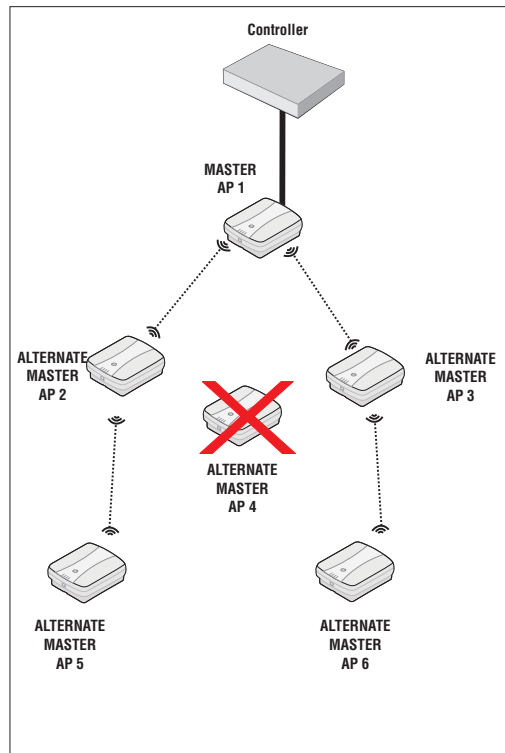 Controller
MASTER
AP 1
ALTERNATE
MASTER
AP 2
ALTERNATE
MASTER
AP 3
ALTERNATE
MASTER
AP 4
ALTERNATE
MASTER
AP 5
ALTERNATE
MASTER
AP 6